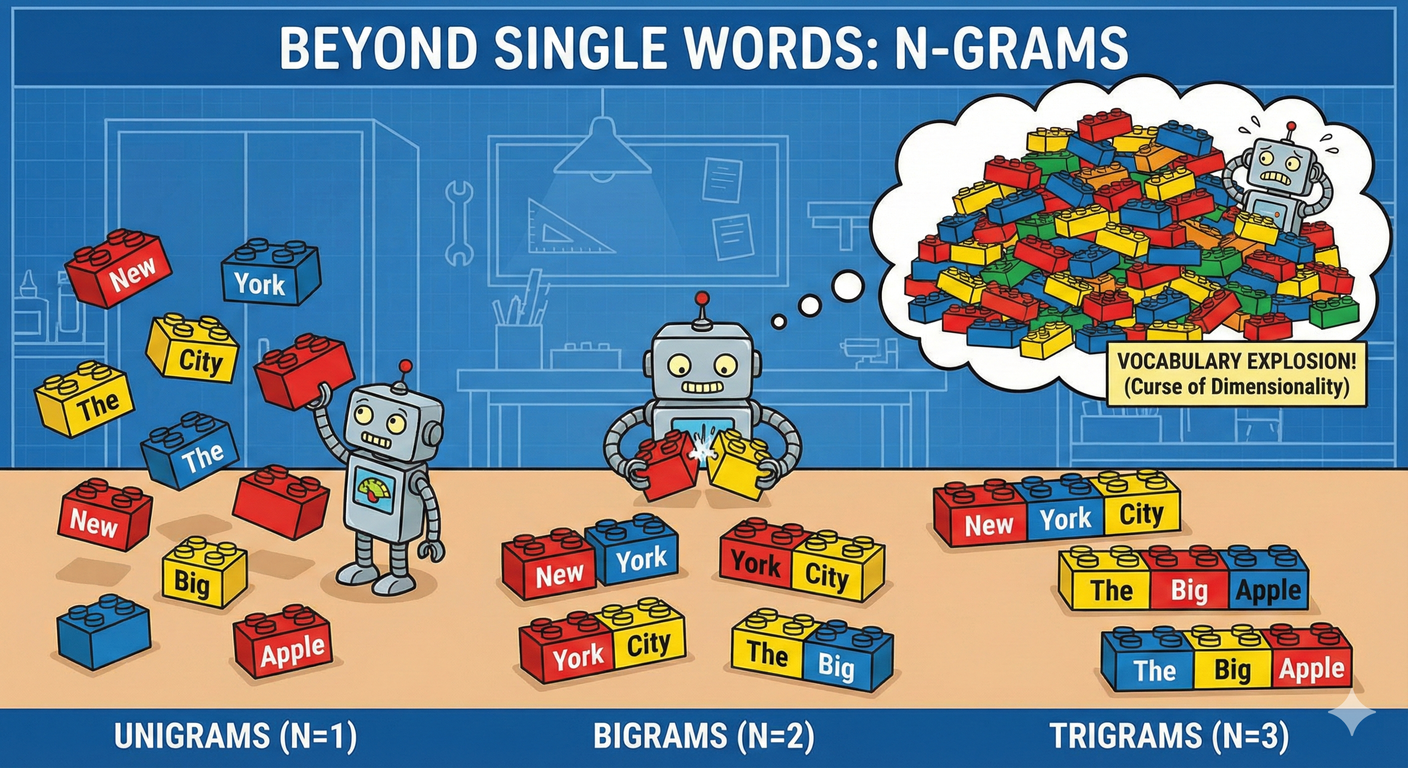 BEYOND SINGLE WORDS: N-GRAMS
New
York
City
The
The
New
Big
Apple
New York
York City
York City
The Big
VOCABULARY EXPLOSION!
(Curse of Dimensionality)
New York City
The Big Apple
The Big Apple
UNIGRAMS (N=1)
BIGRAMS (N=2)
TRIGRAMS (N=3)